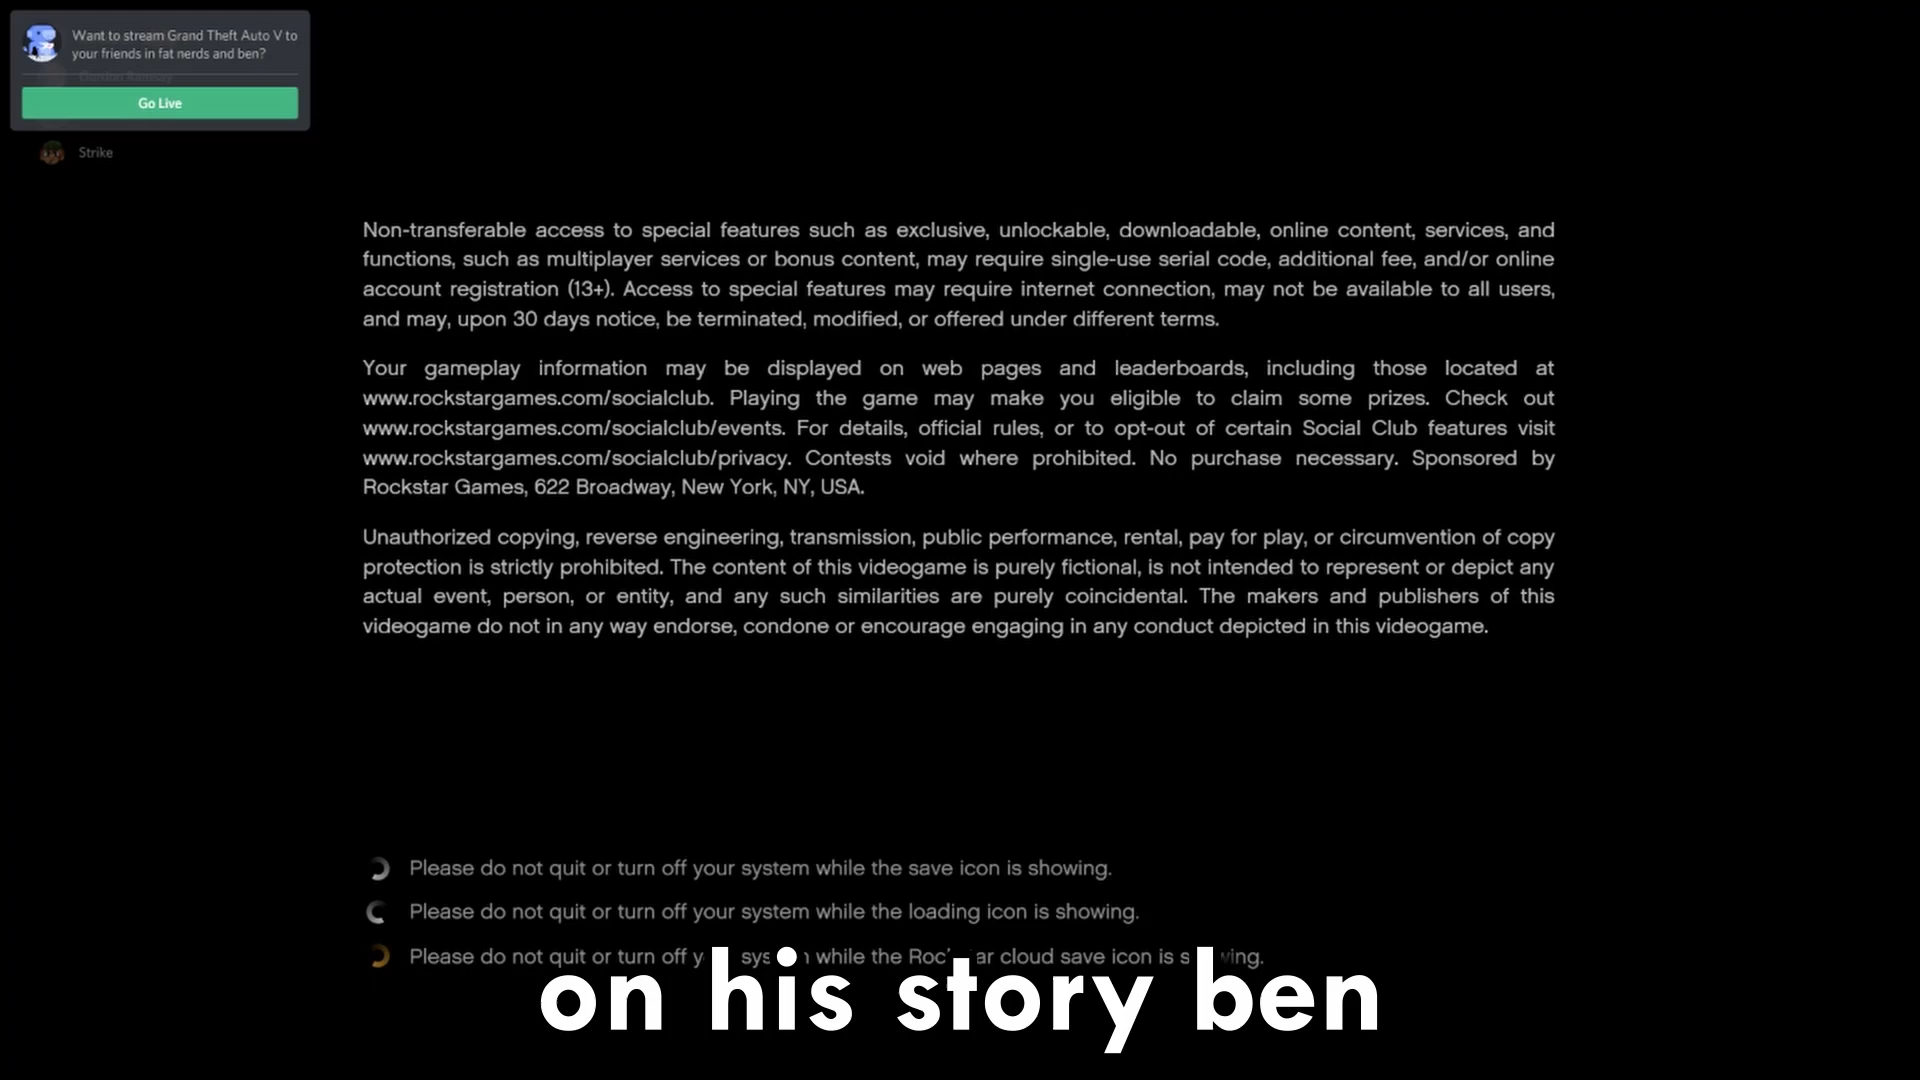 Want to stream Grand Theft Auto V to
your friends in fat nerds and ben?
Gordon Ramsay
Go Live
Strike
Non-transferable access to special features such as exclusive, unlockable, downloadable, online content, services, and
functions, such as multiplayer services or bonus content, may require single-use serial code, additional fee, and/or online
account registration (13+). Access to special features may require internet connection, may not be available to all users,
and may, upon 30 days notice, be terminated, modified, or offered under different terms.
Your gameplay information may be displayed on web pages and leaderboards, including those located at
www.rockstargames.com/socialclub. Playing the game may make you eligible to claim some prizes. Check out
www.rockstargames.com/socialclub/events. For details, official rules, or to opt-out of certain Social Club features visit
www.rockstargames.com/socialclub/privacy. Contests void where prohibited. No purchase necessary. Sponsored by
Rockstar Games, 622 Broadway, New York, NY, USA.
Unauthorized copying, reverse engineering, transmission, public performance, rental, pay for play, or circumvention of copy
protection is strictly prohibited. The content of this videogame is purely fictional, is not intended to represent or depict any
actual event, person, or entity, and any such similarities are purely coincidental. The makers and publishers of this
videogame do not in any way endorse, condone or encourage engaging in any conduct depicted in this videogame.
Please do not quit or turn off your system while the save icon is showing.
Please do not quit or turn off your system while the loading icon is showing.
Please do not quit or turn off your system while the Rockstar cloud save icon is showing.
on his story ben